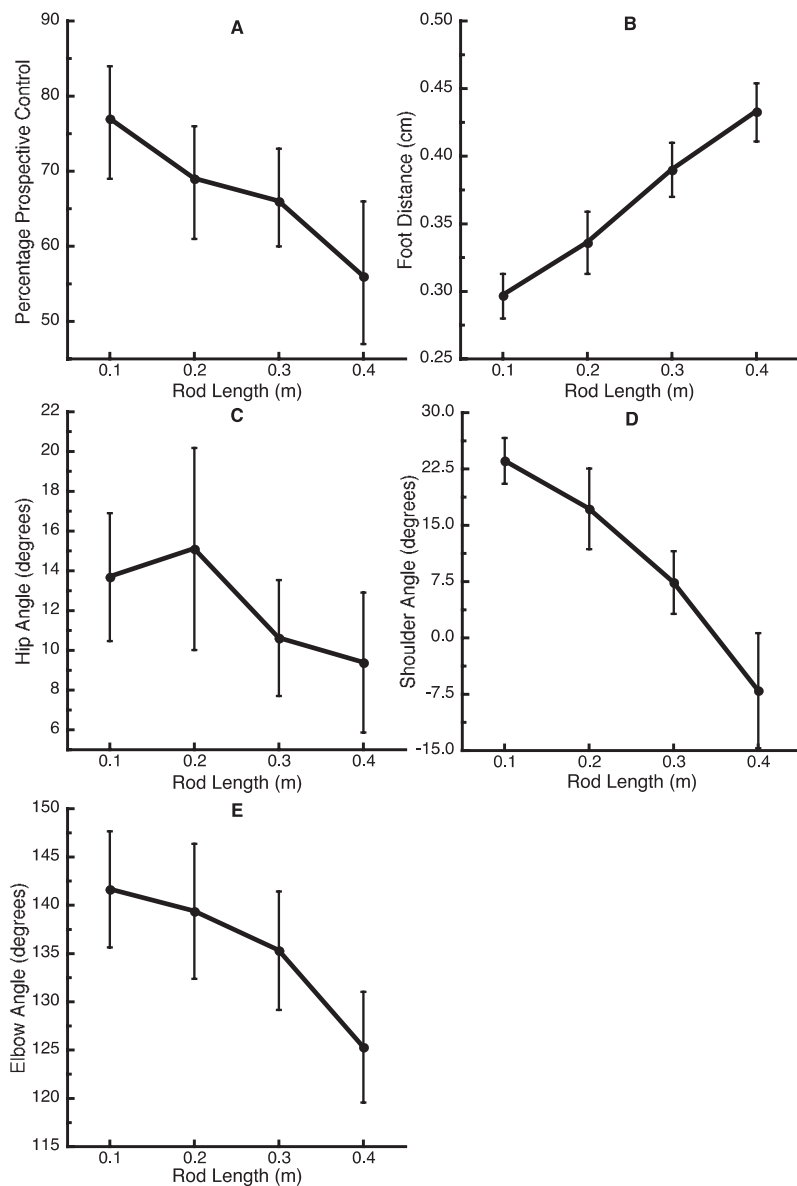 A
Percentage Prospective Control
90
80
70
60
50
0.1 0.2 0.3 0.4
Rod Length (m)
B
Foot Distance (cm)
0.50
0.45
0.40
0.35
0.30
0.25
0.1 0.2 0.3 0.4
Rod Length (m)
C
Hip Angle (degrees)
22
20
18
16
14
12
10
8
6
0.1 0.2 0.3 0.4
Rod Length (m)
D
Shoulder Angle (degrees)
30.0
22.5
15.0
7.5
0.0
-7.5
-15.0
0.1 0.2 0.3 0.4
Rod Length (m)
E
Elbow Angle (degrees)
150
145
140
135
130
125
120
115
0.1 0.2 0.3 0.4
Rod Length (m)